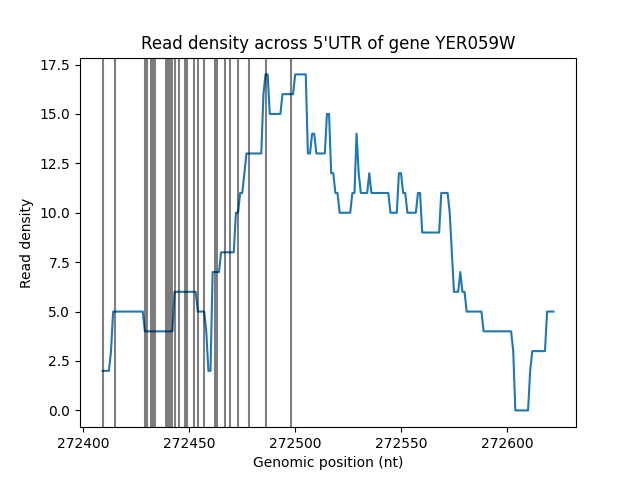 Read density across 5'UTR of gene YER059W
17.5
15.0
12.5
10.0
7.5
5.0
2.5
0.0
Read density
272400 272450 272500 272550 272600
Genomic position (nt)